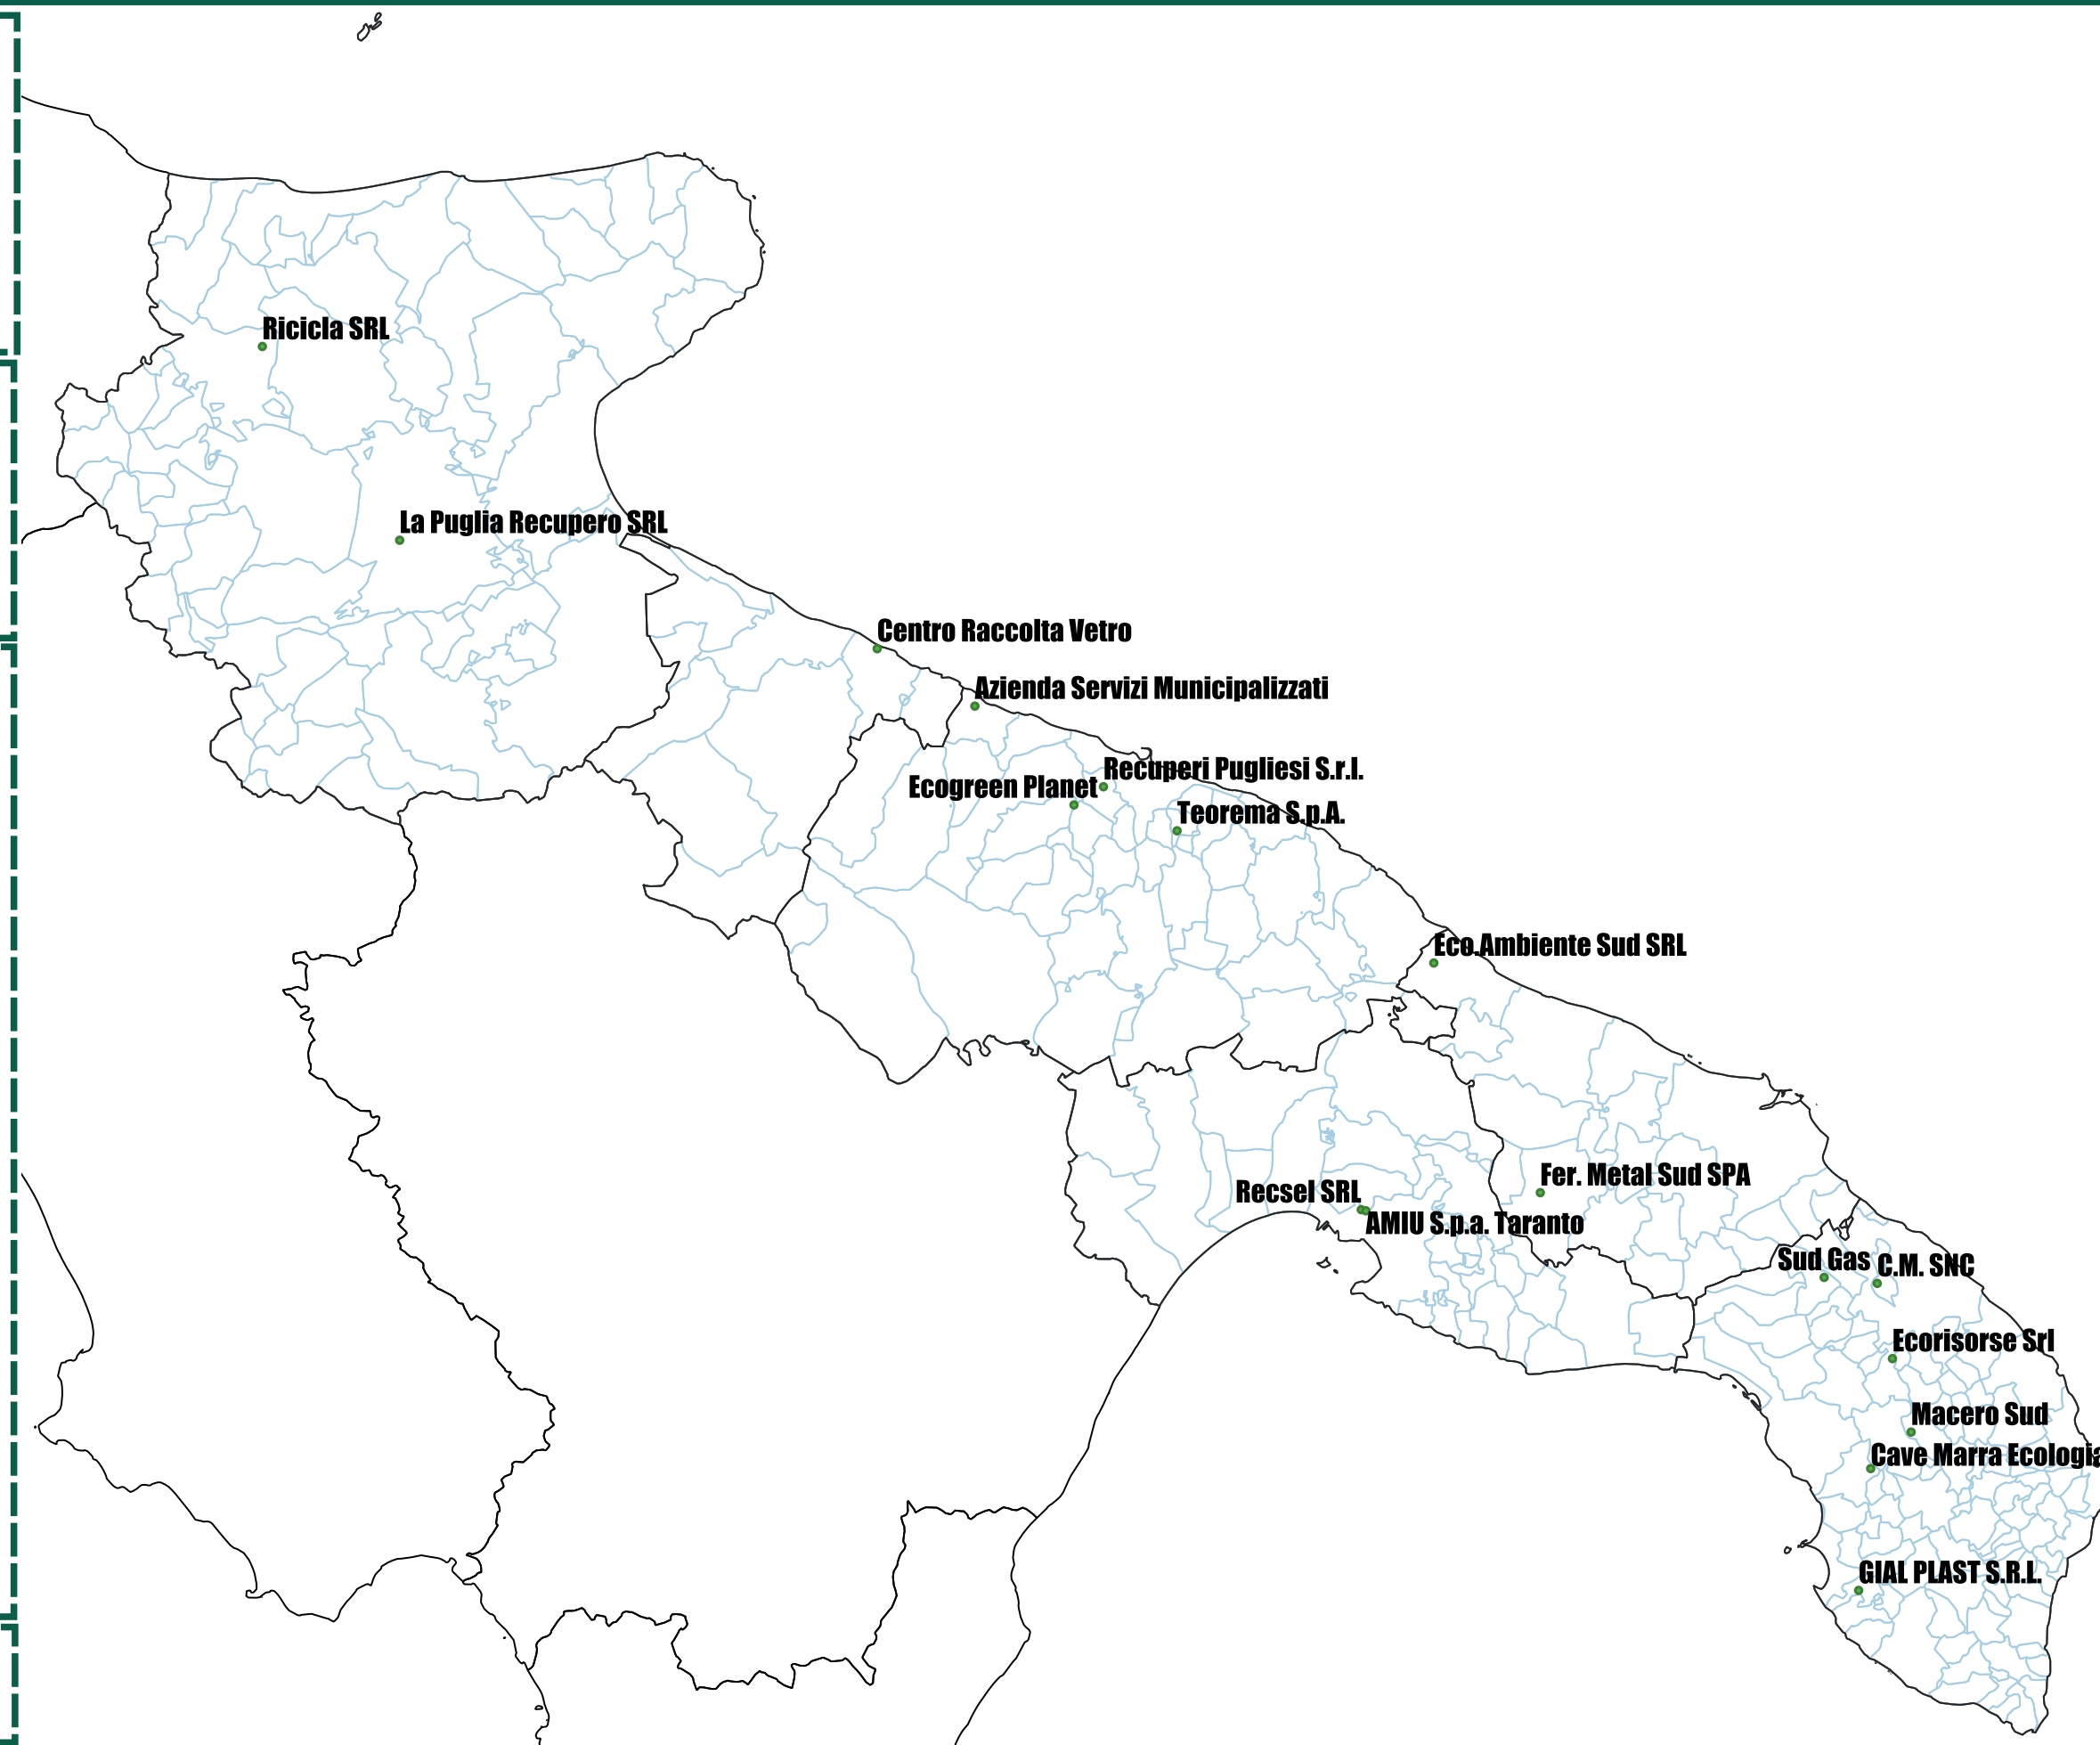 Ricicla SRL
La Puglia Recupero SRL
Centro Raccolta Vetro
Azienda Servizi Municipalizzati
Recuperi Pugliesi S.r.l.
Ecogreen Planet
Teorema S.p.A.
Eco.Ambiente Sud SRL
Fer. Metal Sud SPA
Recsel SRL
AMIU S.p.a. Taranto
Sud Gas
C.M. SNC
Ecorisorse Srl
Macero Sud
Cave Marra Ecologia
GIAL PLAST S.R.L.